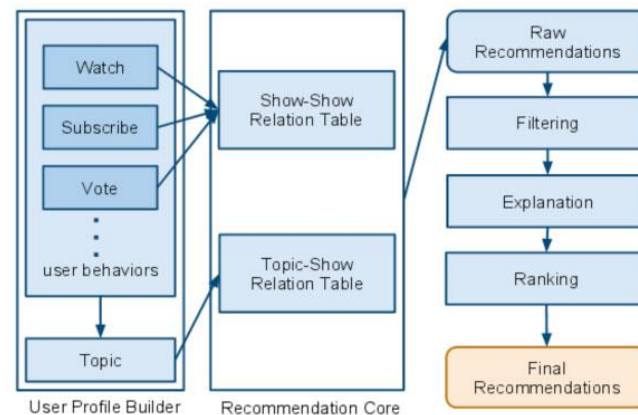 Watch
Subscribe
Vote
user behaviors
Topic
User Profile Builder
Show-Show
Relation Table
Topic-Show
Relation Table
Recommendation Core
Raw
Recommendations
Filtering
Explanation
Ranking
Final
Recommendations